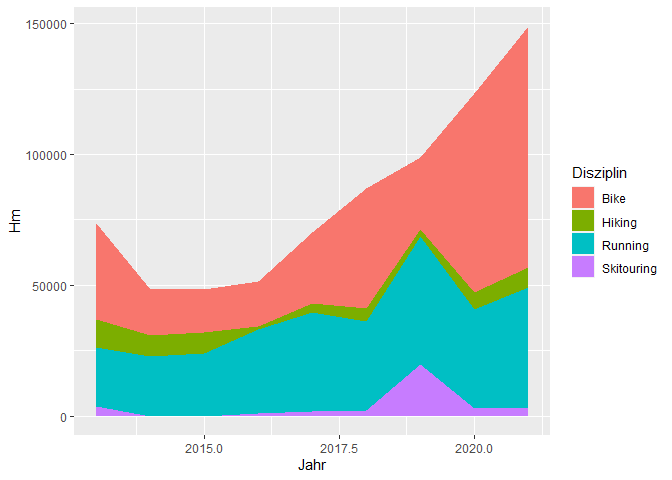 150000
100000
50000
0
Hm
2015.0 2017.5 2020.0
Jahr
Disziplin
Bike
Hiking
Running
Skitouring